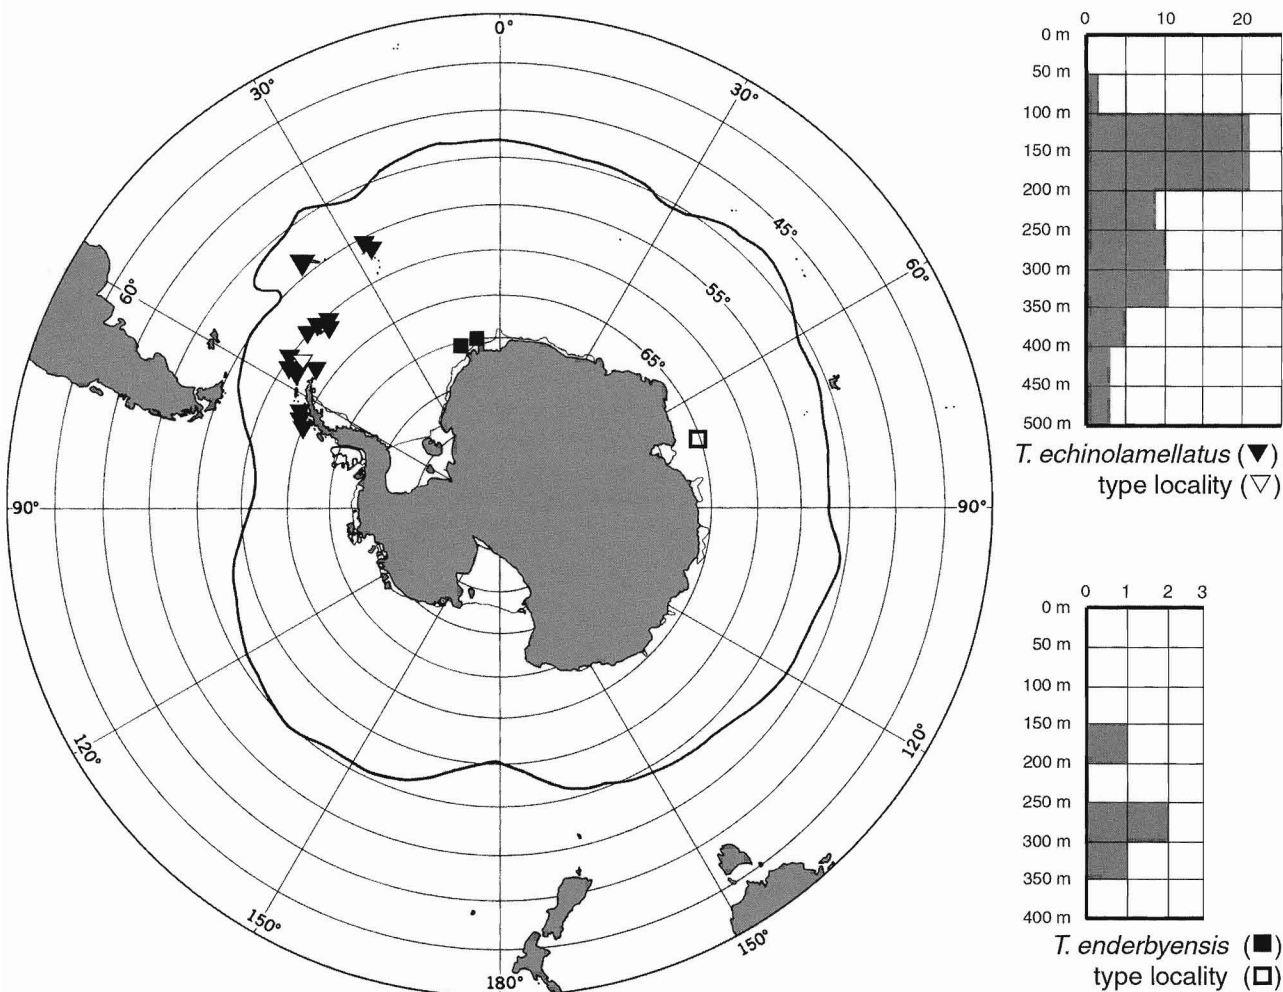 0°
30°
30°
60°
45°
60°
55°
65°
90°
90°
120°
120°
150°
150°
180°
0 10 20
0 m
50 m
100 m
150 m
200 m
250 m
300 m
350 m
400 m
450 m
500 m
T. echinolamellatus (▼)
type locality (▽)
0 1 2 3
0 m
50 m
100 m
150 m
200 m
250 m
300 m
350 m
400 m
T. enderbyensis (■)
type locality (□)